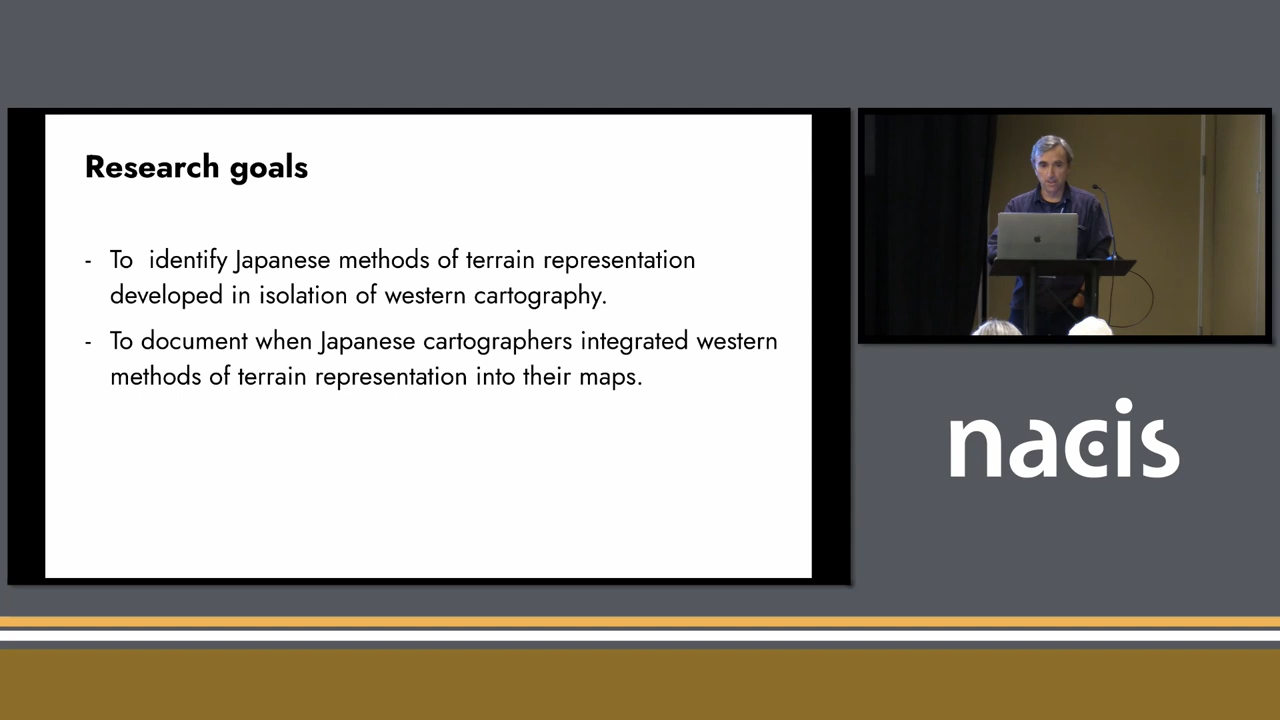 Research goals
- To  identify Japanese methods of terrain representation
developed in isolation of western cartography.
- To document when Japanese cartographers integrated western
methods of terrain representation into their maps.
nacis